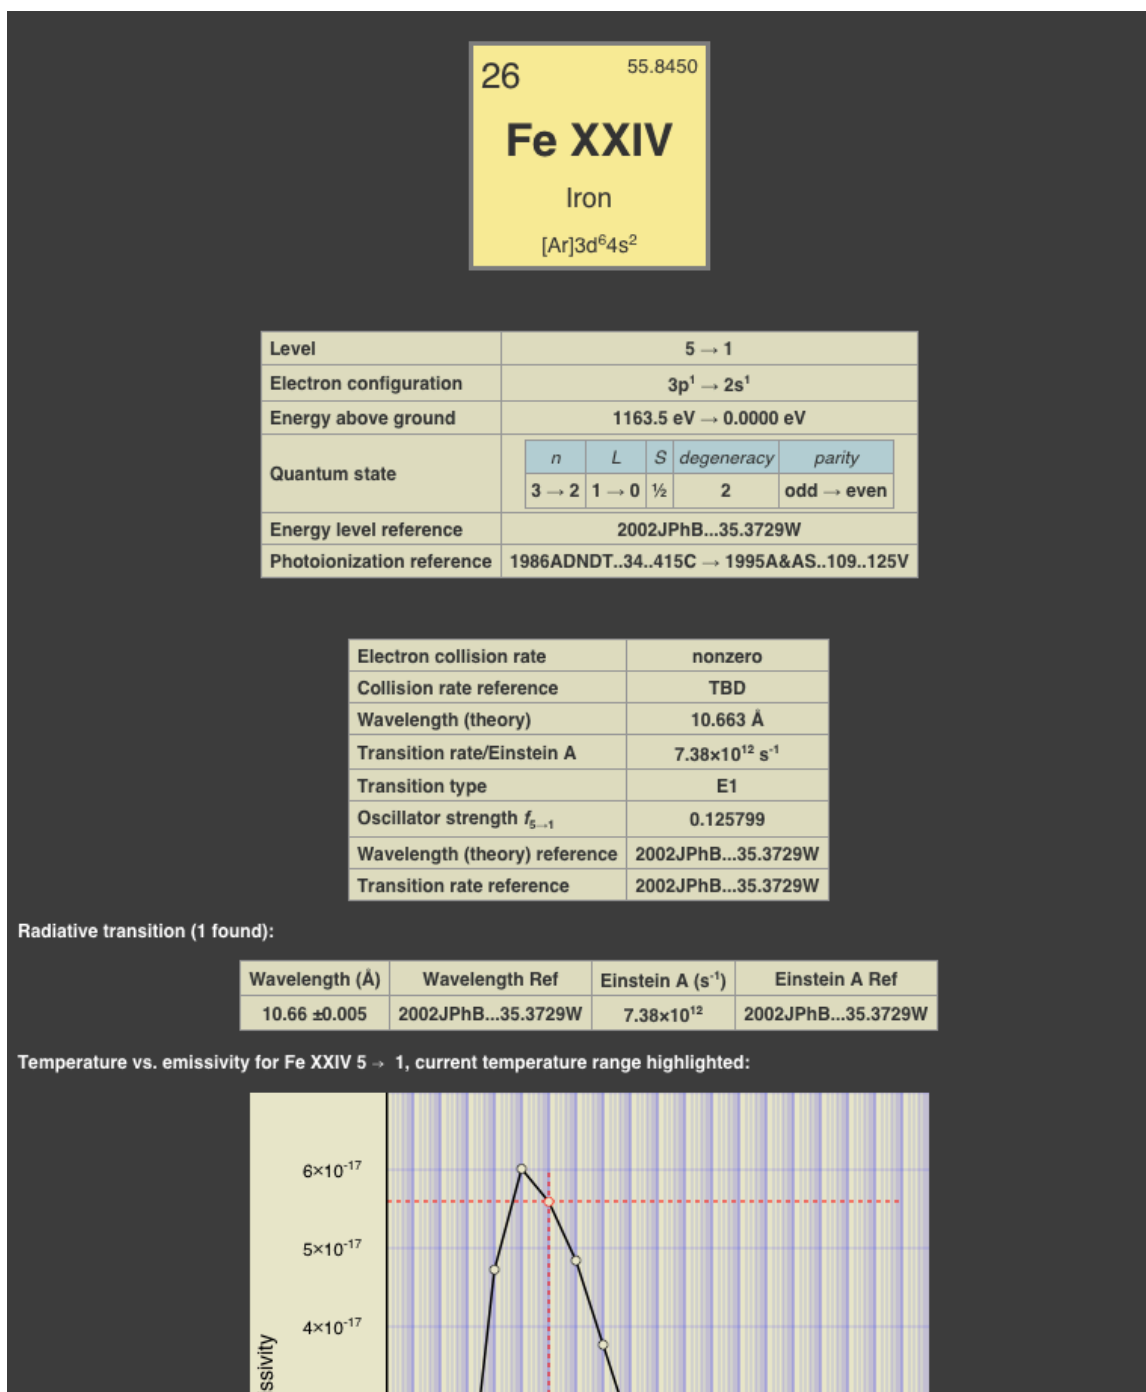 26 55.8450
Fe XXIV
Iron
[Ar]3d⁶4s²
Level 5 → 1
Electron configuration 3p¹ → 2s¹
Energy above ground 1163.5 eV → 0.0000 eV
Quantum state
n L S degeneracy parity
3 → 2 1 → 0 ½ 2 odd → even
Energy level reference 2002JPhB...35.3729W
Photoionization reference 1986ADNDT..34..415C → 1995A&AS..109..125V
Electron collision rate nonzero
Collision rate reference TBD
Wavelength (theory) 10.663 Å
Transition rate/Einstein A 7.38×10¹² s⁻¹
Transition type E1
Oscillator strength f₅→₁ 0.125799
Wavelength (theory) reference 2002JPhB...35.3729W
Transition rate reference 2002JPhB...35.3729W
Radiative transition (1 found):
Wavelength (Å) Wavelength Ref Einstein A (s⁻¹) Einstein A Ref
10.66 ±0.005 2002JPhB...35.3729W 7.38×10¹² 2002JPhB...35.3729W
Temperature vs. emissivity for Fe XXIV 5 → 1, current temperature range highlighted:
6×10⁻¹⁷
5×10⁻¹⁷
4×10⁻¹⁷
ssivity